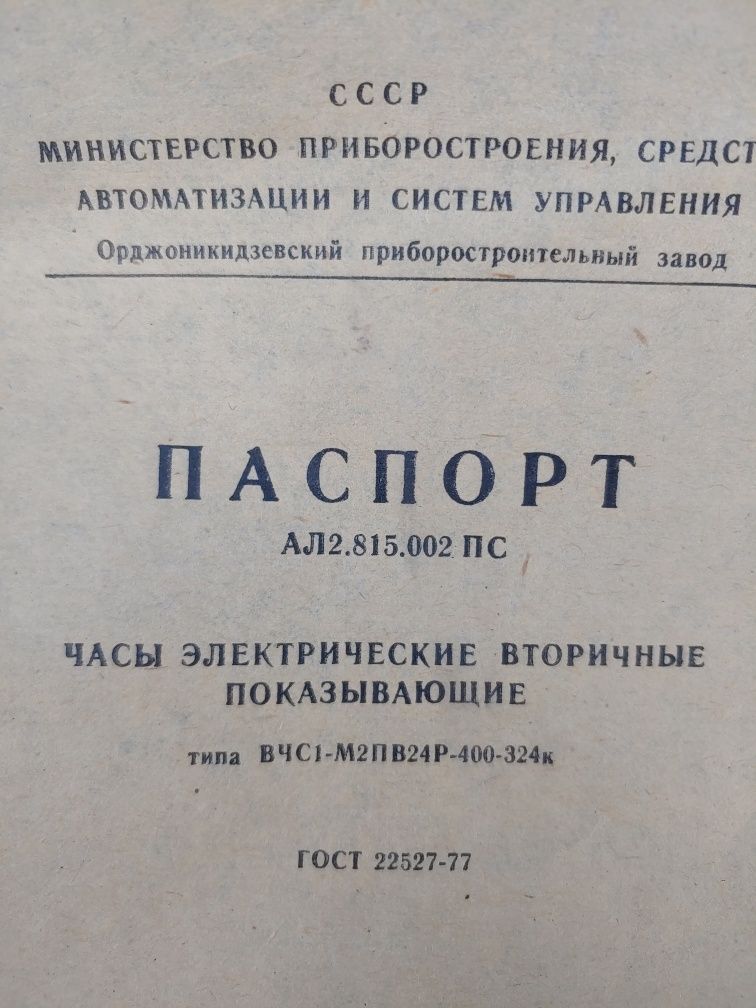 СССР
МИНИСТЕРСТВО ПРИБОРОСТРОЕНИЯ, СРЕДСТ
АВТОМАТИЗАЦИИ И СИСТЕМ УПРАВЛЕНИЯ
Орджоникидзевский приборостроительный завод
ПАСПОРТ
АЛ2.815.002 ПС
ЧАСЫ ЭЛЕКТРИЧЕСКИЕ ВТОРИЧНЫЕ
ПОКАЗЫВАЮЩИЕ
типа ВЧС1-М2ПВ24Р-400-324к
ГОСТ 22527-77